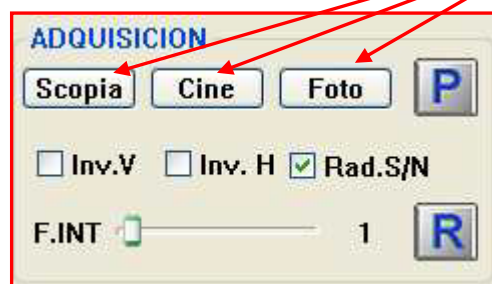 ADQUISICION
Scopia Cine Foto P
Inv.V Inv. H Rad.S/N
F.INT 1 R